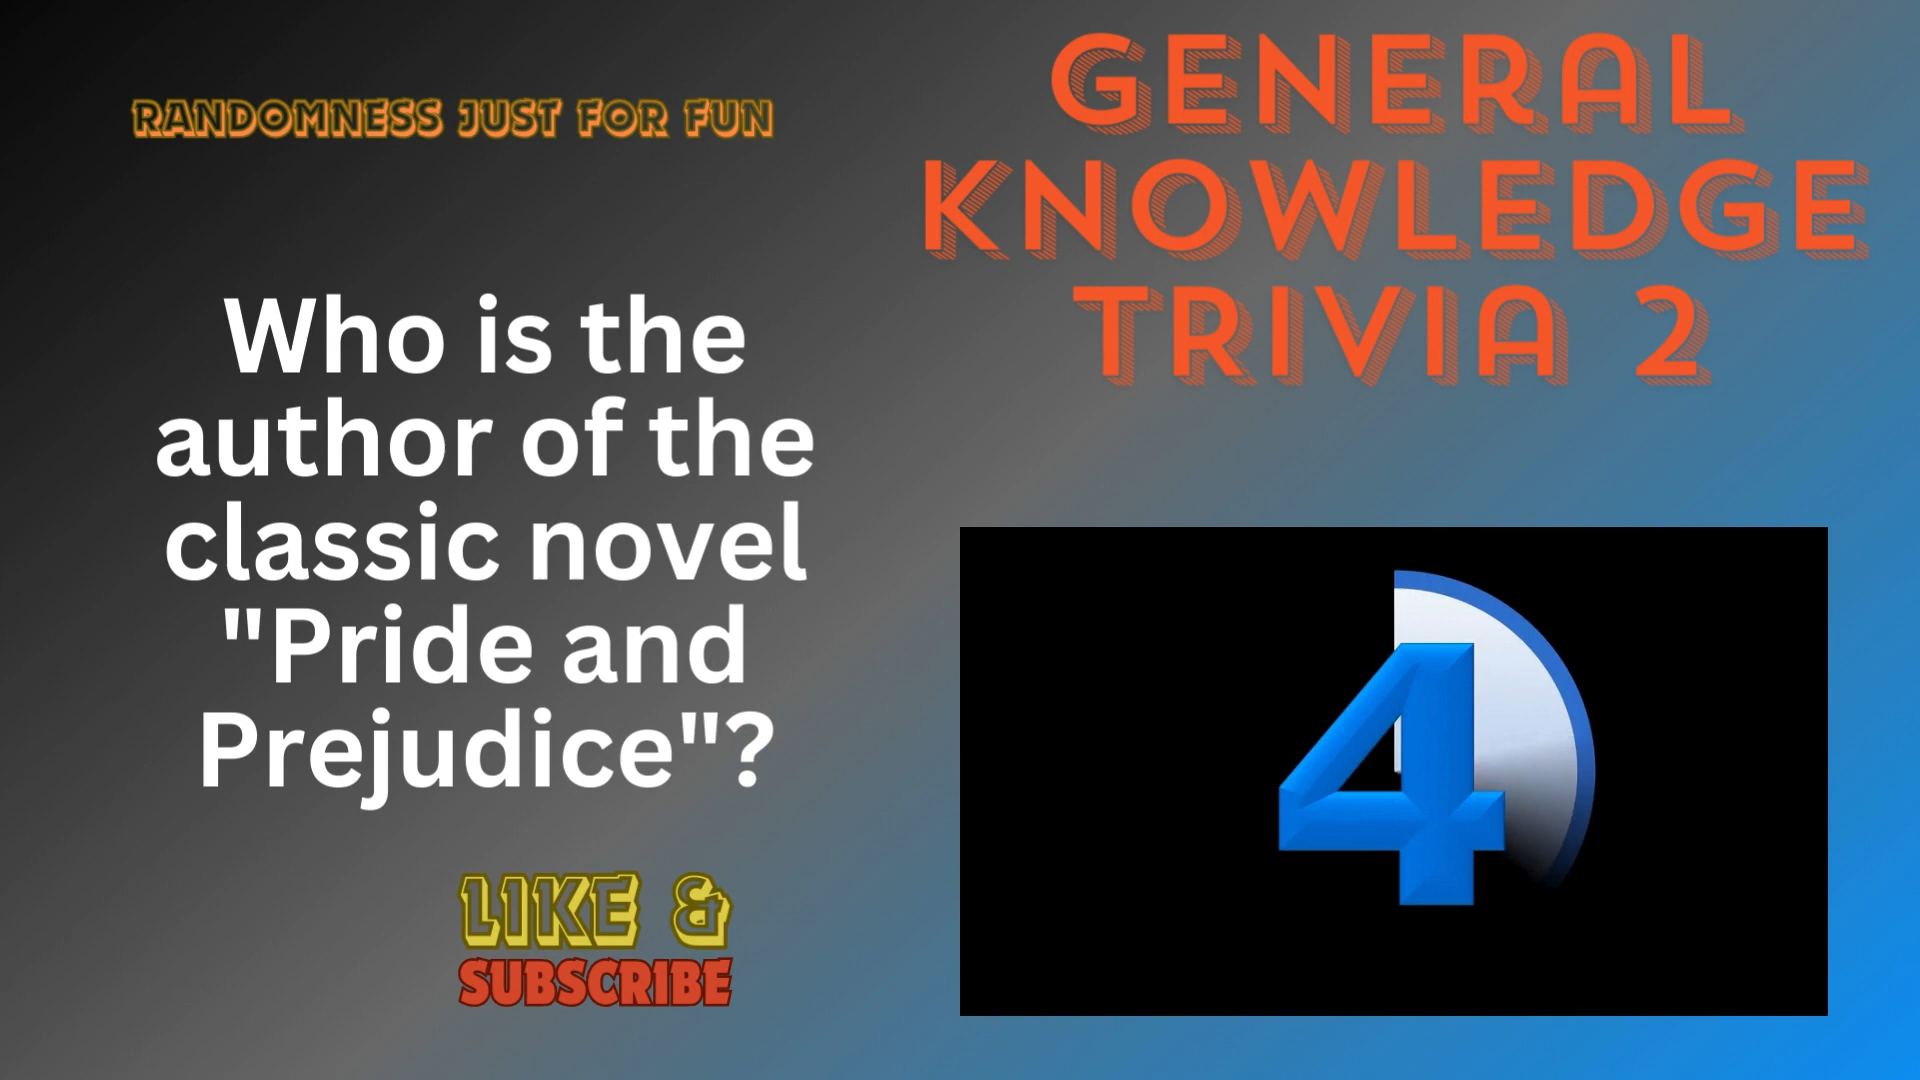 RANDOMNESS JUST FOR FUN
GENERAL
KNOWLEDGE
TRIVIA 2
Who is the
author of the
classic novel
"Pride and
Prejudice"?
4
LIKE &
SUBSCRIBE